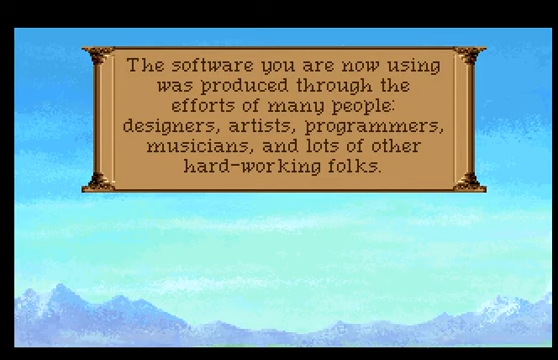 The software you are now using
was produced through the
efforts of many people:
designers, artists, programmers,
musicians, and lots of other
hard-working folks.